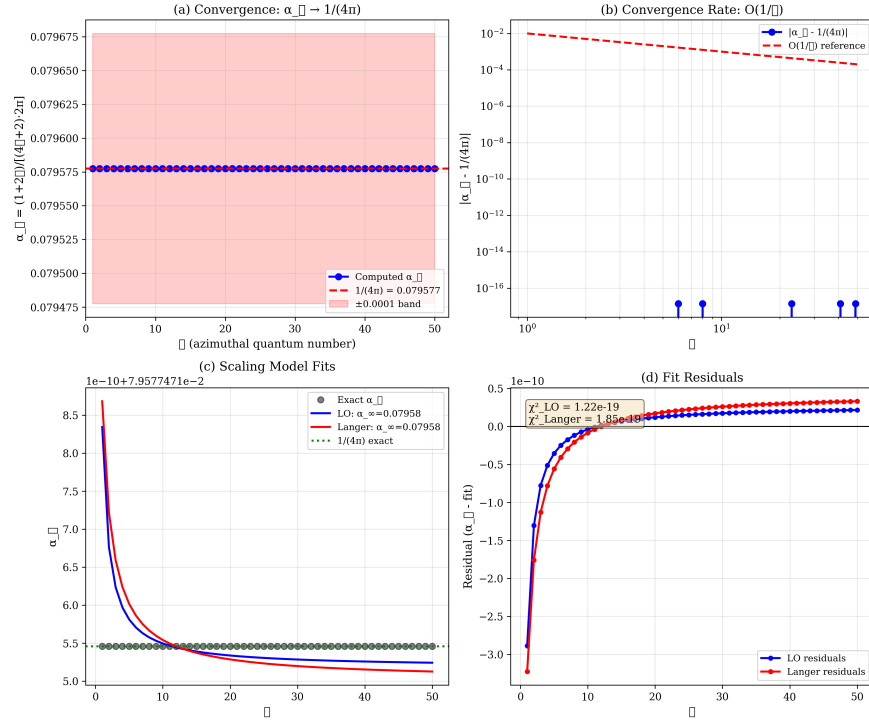 (a) Convergence: α_▯ → 1/(4π)
0.079675
0.079650
0.079625
0.079600
0.079575
0.079550
0.079525
0.079500
0.079475
α_▯ = (1+2▯)/[(4▯+2)·2π]
Computed α_▯
1/(4π) = 0.079577
±0.0001 band
0 10 20 30 40 50
▯ (azimuthal quantum number)
(b) Convergence Rate: O(1/▯)
|α_▯ - 1/(4π)|
O(1/▯) reference
10⁻²
10⁻⁴
10⁻⁶
10⁻⁸
10⁻¹⁰
10⁻¹²
10⁻¹⁴
10⁻¹⁶
|α_▯ - 1/(4π)|
10⁰ 10¹
▯
(c) Scaling Model Fits
1e-10+7.9577471e-2
Exact α_▯
LO: α_∞=0.07958
Langer: α_∞=0.07958
1/(4π) exact
8.5
8.0
7.5
7.0
6.5
6.0
5.5
5.0
α_▯
0 10 20 30 40 50
▯
(d) Fit Residuals
1e-10
χ²_LO = 1.22e-19
χ²_Langer = 1.85e-19
0.5
0.0
−0.5
−1.0
−1.5
−2.0
−2.5
−3.0
Residual (α_▯ - fit)
LO residuals
Langer residuals
0 10 20 30 40 50
▯